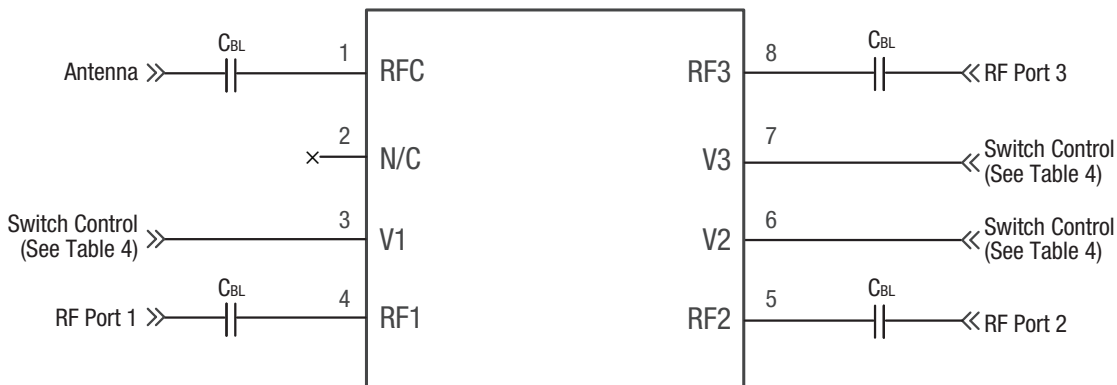 Antenna
CBL
1
RFC
2
N/C
Switch Control
(See Table 4)
3
V1
RF Port 1
CBL
4
RF1
RF3
8
CBL
RF Port 3
V3
7
Switch Control
(See Table 4)
V2
6
Switch Control
(See Table 4)
RF2
5
CBL
RF Port 2